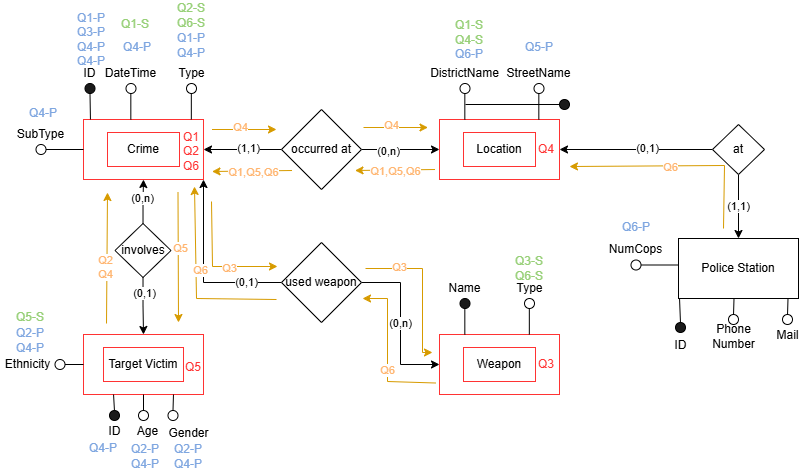 Q1-P
Q3-P
Q4-P
Q4-P
Q1-S
Q4-P
Q2-S
Q6-S
Q1-P
Q4-P
Q1-S
Q4-S
Q6-P
Q5-P
ID
DateTime
Type
DistrictName
StreetName
Q4-P
SubType
Crime
Q1
Q2
Q6
Q4
(1,1)
occurred at
Q4
(0,n)
Q1,Q5,Q6
Q1,Q5,Q6
Location
Q4
(0,1)
at
Q6
(1,1)
(0,n)
involves
(0,1)
Q2
Q4
Q5
Q6
Q3
(0,1)
used weapon
Q3
(0,n)
Q6
Q6-P
NumCops
Police Station
ID
Phone
Number
Mail
Name
Q3-S
Q6-S
Type
Weapon
Q3
Q5-S
Q2-P
Q4-P
Ethnicity
Target Victim
Q5
ID
Age
Gender
Q4-P
Q2-P
Q4-P
Q2-P
Q4-P